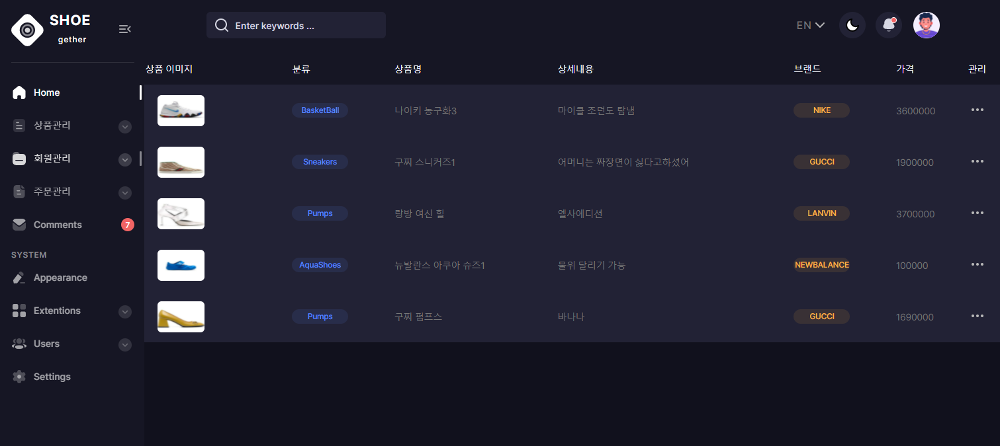 SHOE
gether
Enter keywords ...
EN
Home
상품관리
회원관리
주문관리
Comments 7
SYSTEM
Appearance
Extentions
Users
Settings
상품 이미지 분류 상품명 상세내용 브랜드 가격 관리
BasketBall 나이키 농구화3 마이클 조던도 탐냄 NIKE 3600000
Sneakers 구찌 스니커즈1 어머니는 짜장면이 싫다고하셨어 GUCCI 1900000
Pumps 랑방 여신 힐 엘사에디션 LANVIN 3700000
AquaShoes 뉴발란스 아쿠아 슈즈1 물위 달리기 가능 NEWBALANCE 100000
Pumps 구찌 펌프스 바나나 GUCCI 1690000